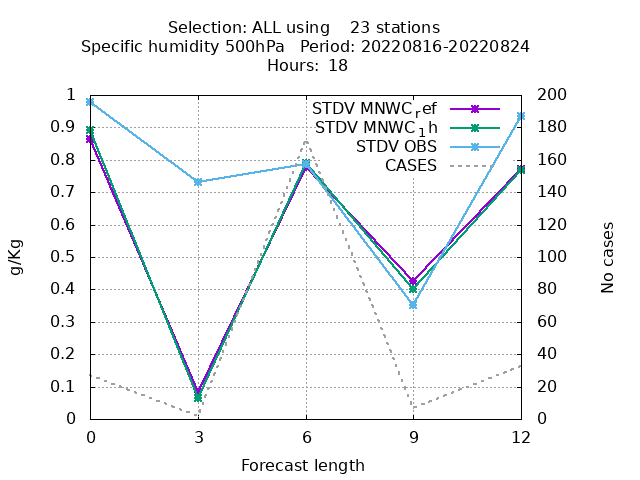 Selection: ALL using    23 stations
Specific humidity 500hPa   Period: 20220816-20220824
Hours:  18
STDV MNWCref
STDV MNWC1h
STDV OBS
CASES
1
0.9
0.8
0.7
0.6
0.5
0.4
0.3
0.2
0.1
0
200
180
160
140
120
100
80
60
40
20
0
g/Kg
No cases
0 3 6 9 12
Forecast length